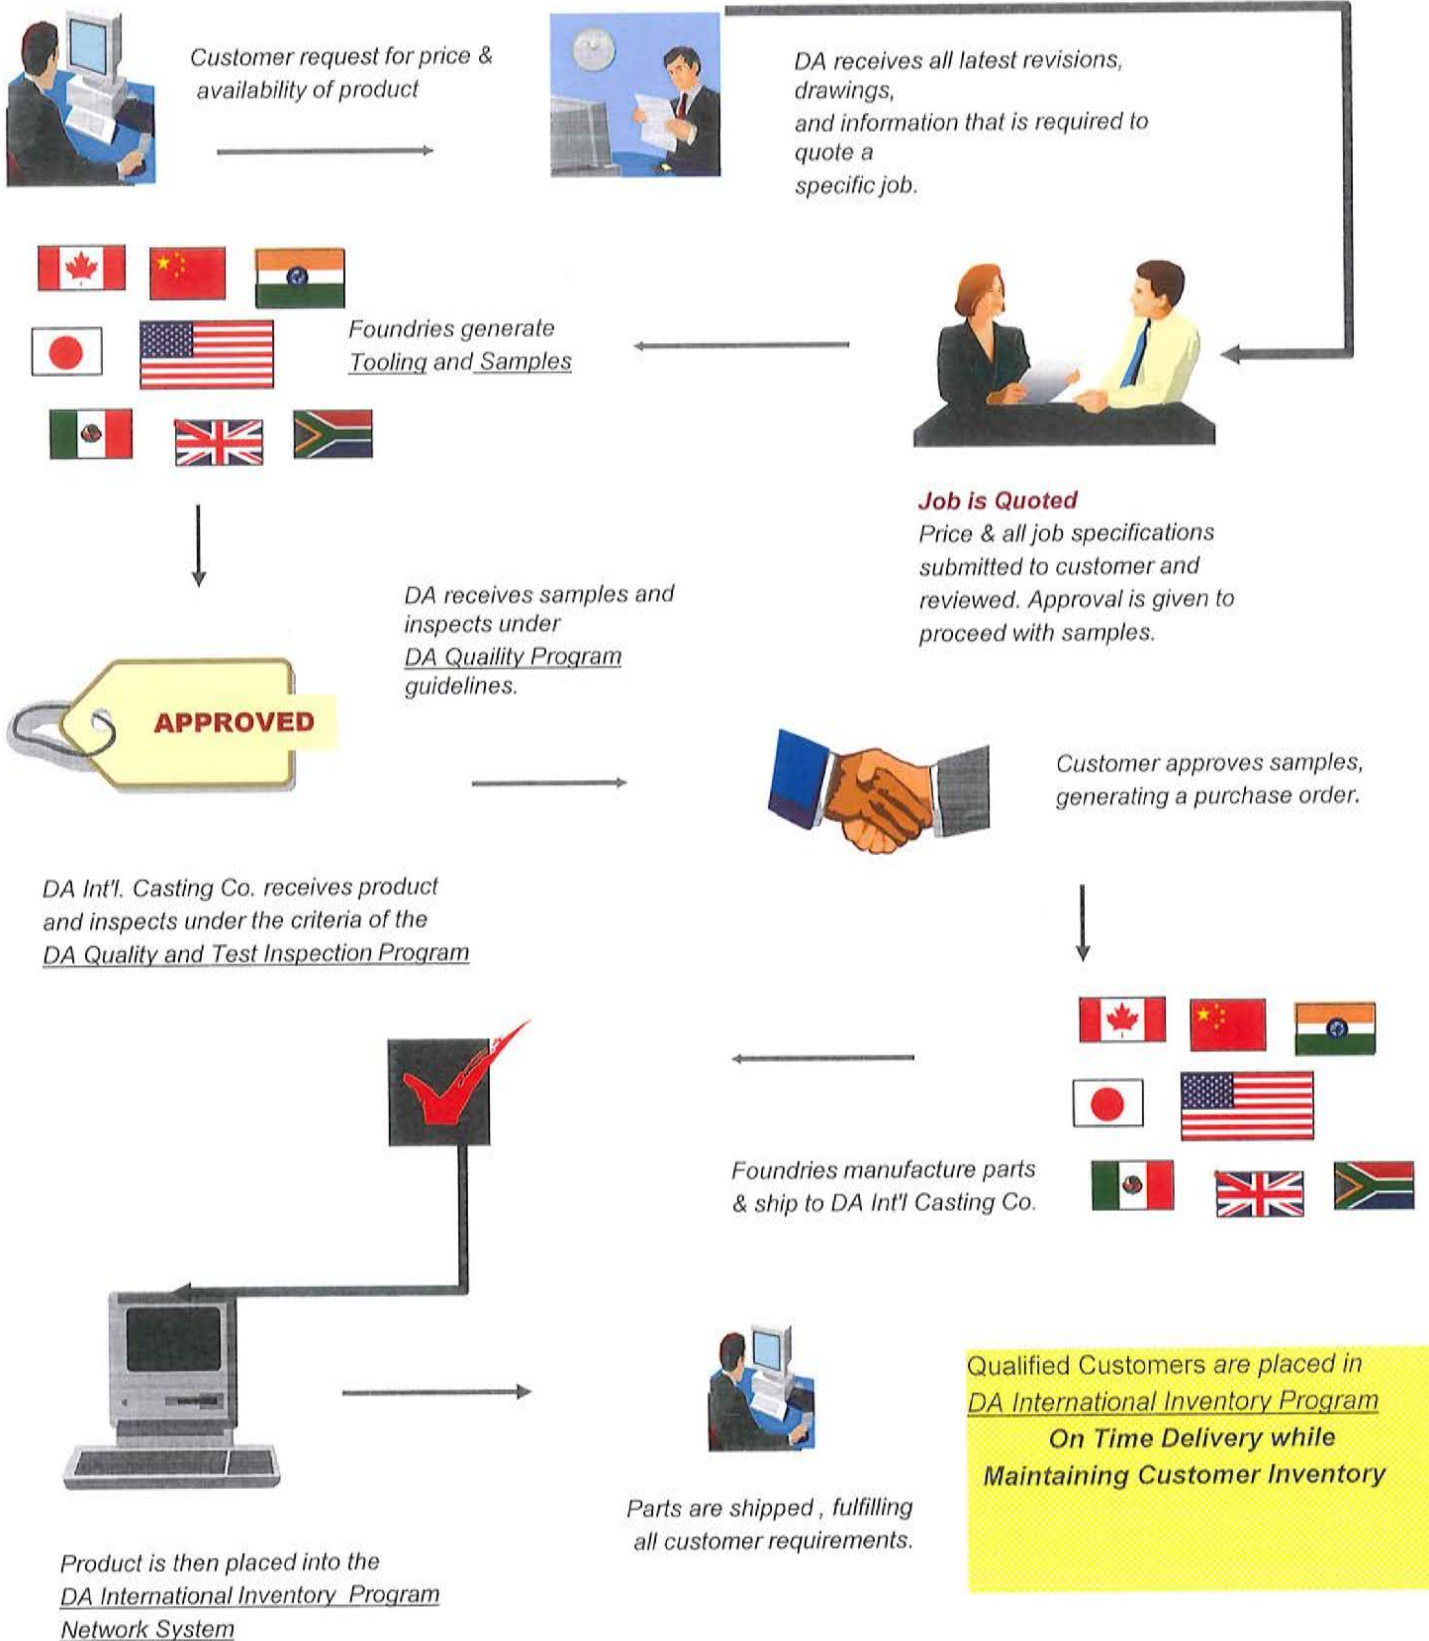 Customer request for price &
availability of product
DA receives all latest revisions,
drawings,
and information that is required to
quote a
specific job.
Foundries generate
Tooling and Samples
Job is Quoted
Price & all job specifications
submitted to customer and
reviewed. Approval is given to
proceed with samples.
DA receives samples and
inspects under
DA Quaility Program
guidelines.
APPROVED
Customer approves samples,
generating a purchase order.
DA Int'l. Casting Co. receives product
and inspects under the criteria of the
DA Quality and Test Inspection Program
Foundries manufacture parts
& ship to DA Int'l Casting Co.
Parts are shipped , fulfilling
all customer requirements.
Qualified Customers are placed in
DA International Inventory Program
On Time Delivery while
Maintaining Customer Inventory
Product is then placed into the
DA International Inventory Program
Network System